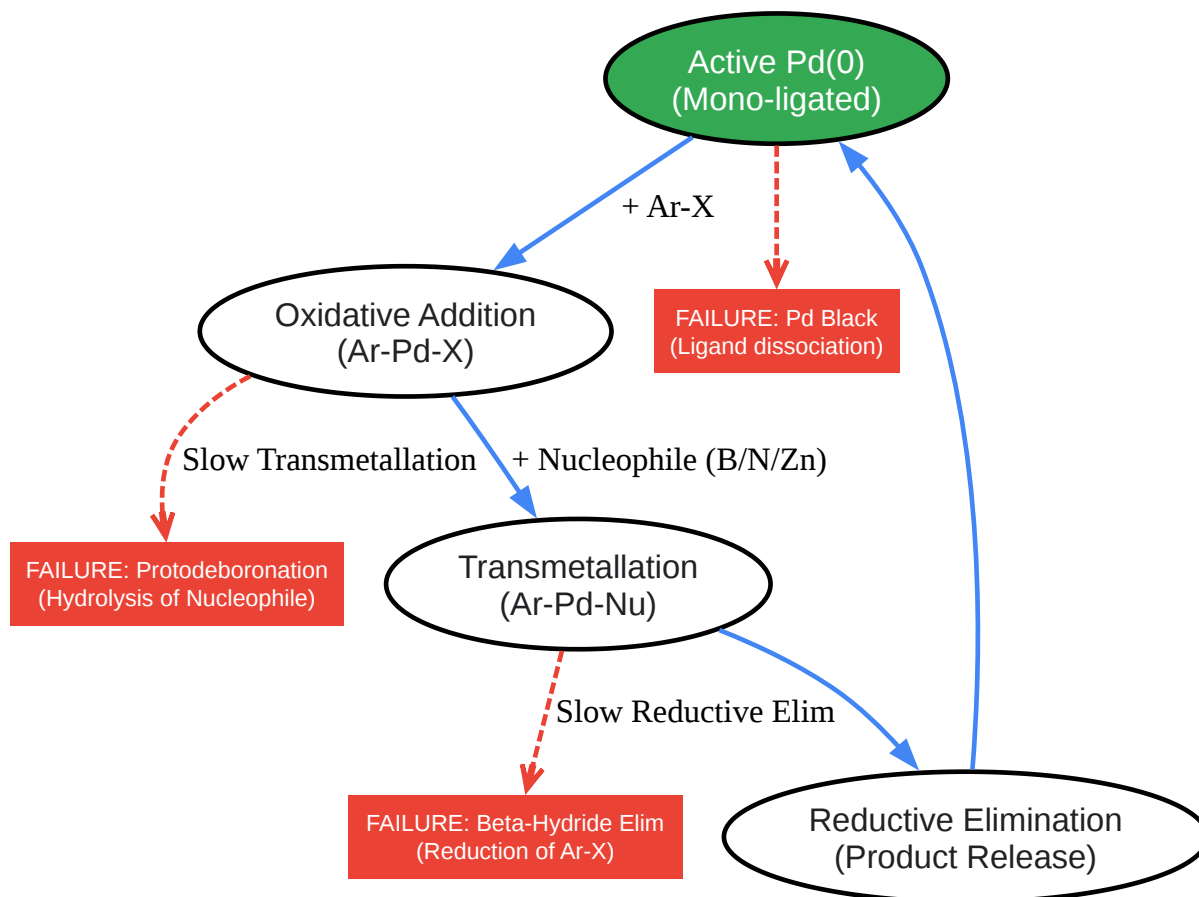 Active Pd(0)
(Mono-ligated)
+ Ar-X
Oxidative Addition
(Ar-Pd-X)
FAILURE: Pd Black
(Ligand dissociation)
Slow Transmetallation
+ Nucleophile (B/N/Zn)
FAILURE: Protodeboronation
(Hydrolysis of Nucleophile)
Transmetallation
(Ar-Pd-Nu)
Slow Reductive Elim
FAILURE: Beta-Hydride Elim
(Reduction of Ar-X)
Reductive Elimination
(Product Release)